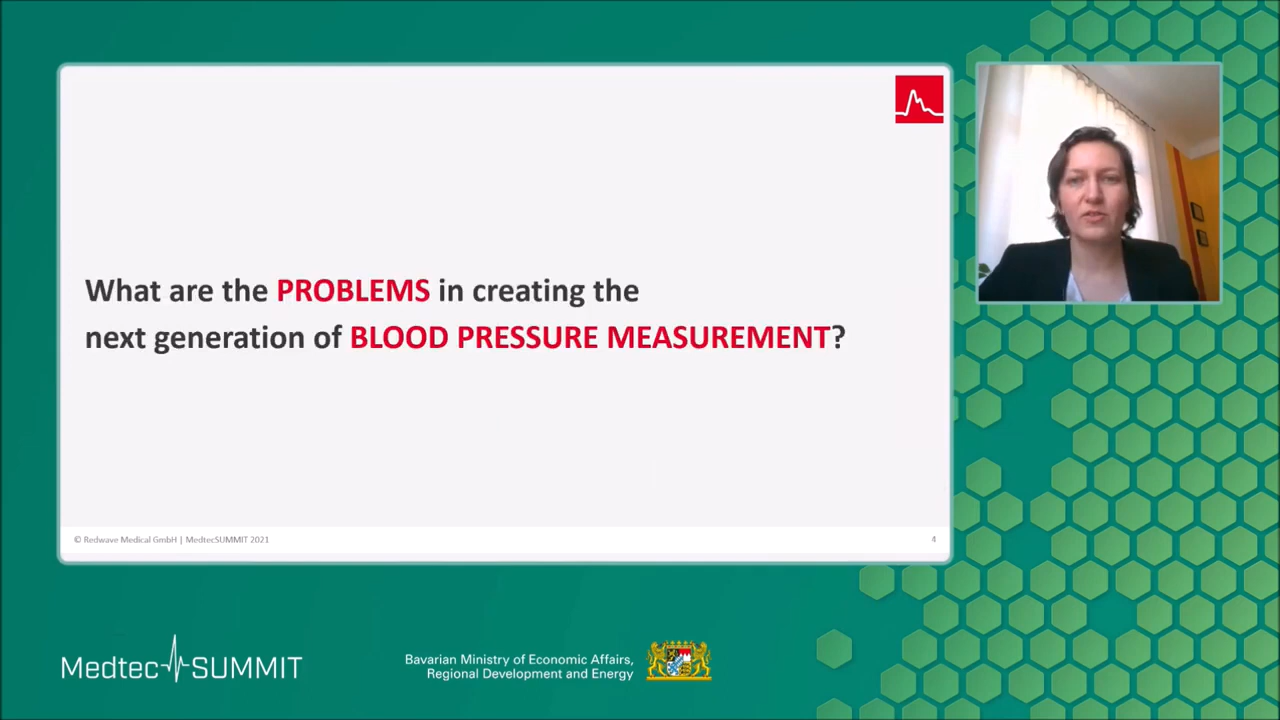 What are the PROBLEMS in creating the
next generation of BLOOD PRESSURE MEASUREMENT?
© Redwave Medical GmbH | MedtecSUMMIT 2021
4
Medtec SUMMIT
Bavarian Ministry of Economic Affairs,
Regional Development and Energy